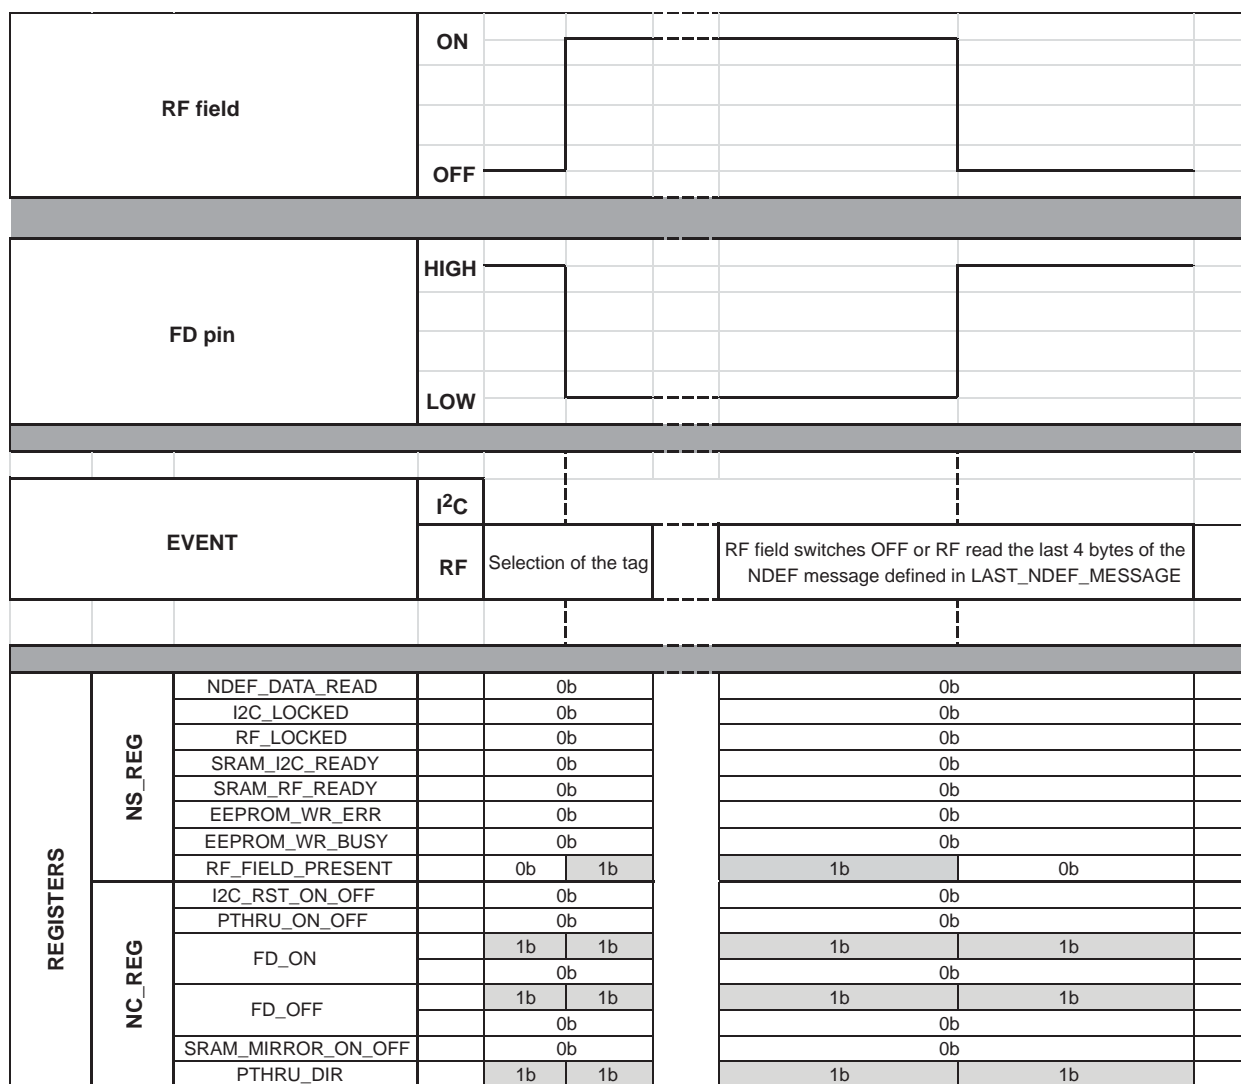 ON
RF field
OFF
HIGH
FD pin
LOW
I2C
EVENT
RF
Selection of the tag
RF field switches OFF or RF read the last 4 bytes of the
NDEF message defined in LAST_NDEF_MESSAGE
REGISTERS
NS_REG
NDEF_DATA_READ 0b 0b
I2C_LOCKED 0b 0b
RF_LOCKED 0b 0b
SRAM_I2C_READY 0b 0b
SRAM_RF_READY 0b 0b
EEPROM_WR_ERR 0b 0b
EEPROM_WR_BUSY 0b 0b
RF_FIELD_PRESENT 0b 1b 1b 0b
NC_REG
I2C_RST_ON_OFF 0b 0b
PTHRU_ON_OFF 0b 0b
FD_ON
1b 1b 1b 1b
0b 0b
FD_OFF
1b 1b 1b 1b
0b 0b
SRAM_MIRROR_ON_OFF 0b 0b
PTHRU_DIR 1b 1b 1b 1b